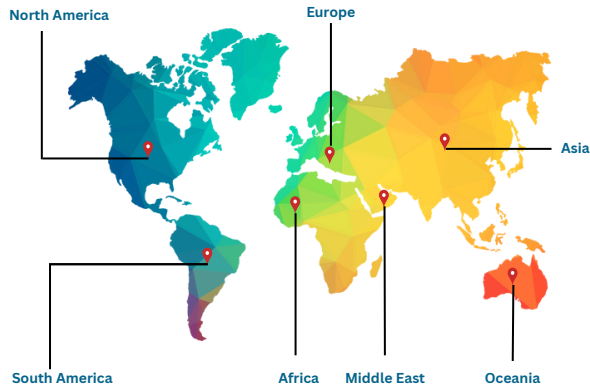 North America
Europe
Asia
South America
Africa
Middle East
Oceania